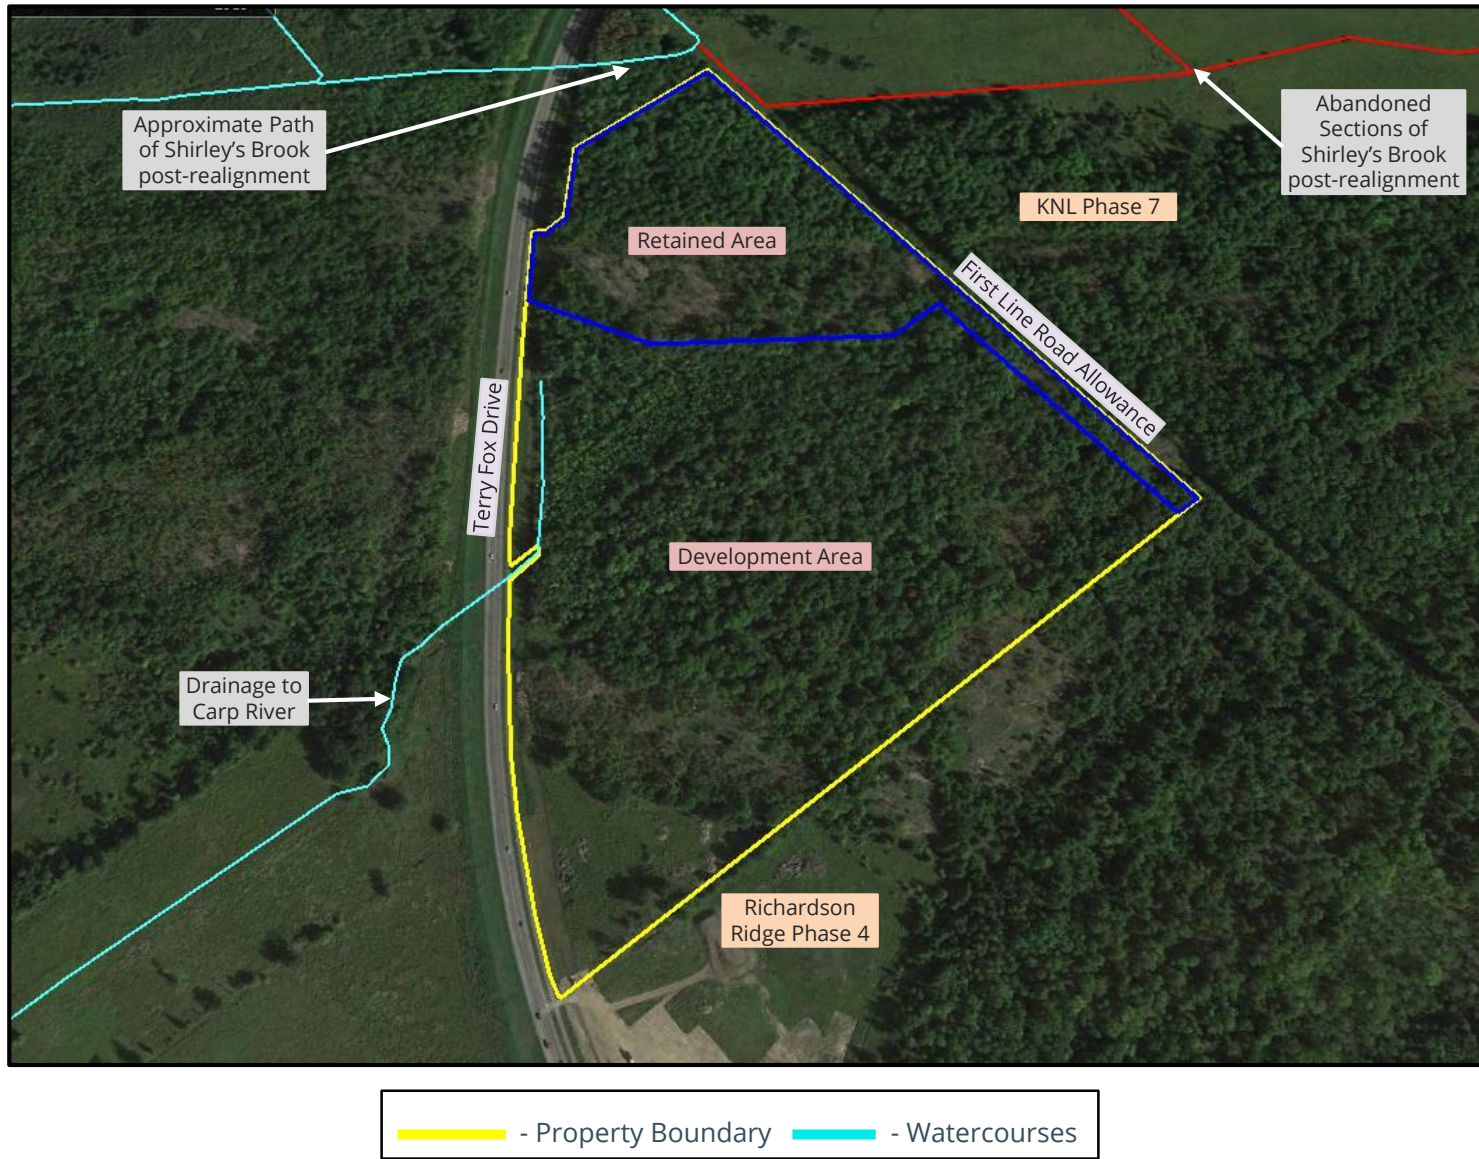 Approximate Path
of Shirley's Brook
post-realignment
Abandoned
Sections of
Shirley's Brook
post-realignment
KNL Phase 7
Retained Area
First Line Road Allowance
Terry Fox Drive
Development Area
Drainage to
Carp River
Richardson
Ridge Phase 4
- Property Boundary - Watercourses